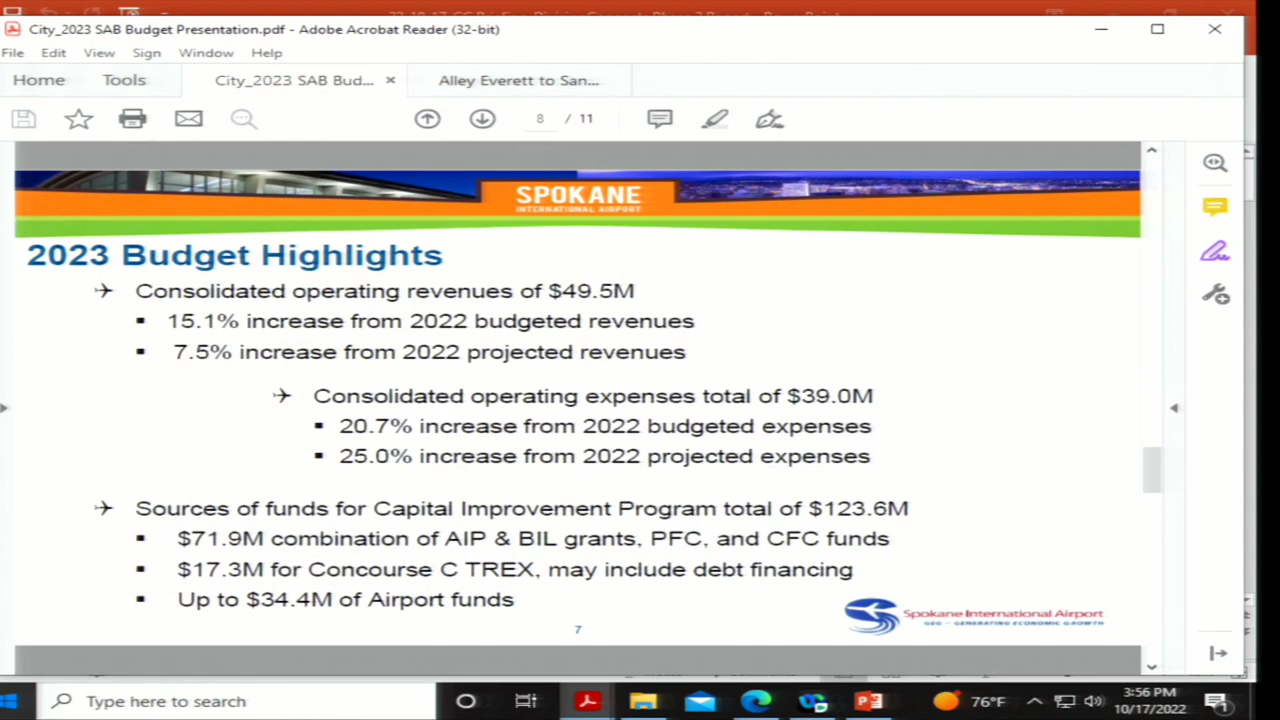 City_2023 SAB Budget Presentation.pdf - Adobe Acrobat Reader (32-bit)
File Edit View Sign Window Help
Home Tools City_2023 SAB Bud... × Alley Everett to San...
8 / 11
SPOKANE
INTERNATIONAL AIRPORT
2023 Budget Highlights
Consolidated operating revenues of $49.5M
▪ 15.1% increase from 2022 budgeted revenues
▪ 7.5% increase from 2022 projected revenues
Consolidated operating expenses total of $39.0M
▪ 20.7% increase from 2022 budgeted expenses
▪ 25.0% increase from 2022 projected expenses
Sources of funds for Capital Improvement Program total of $123.6M
▪ $71.9M combination of AIP & BIL grants, PFC, and CFC funds
▪ $17.3M for Concourse C TREX, may include debt financing
▪ Up to $34.4M of Airport funds
Spokane International Airport
GEG ~ GENERATING ECONOMIC GROWTH
7
Type here to search
76°F
3:56 PM
10/17/2022
1